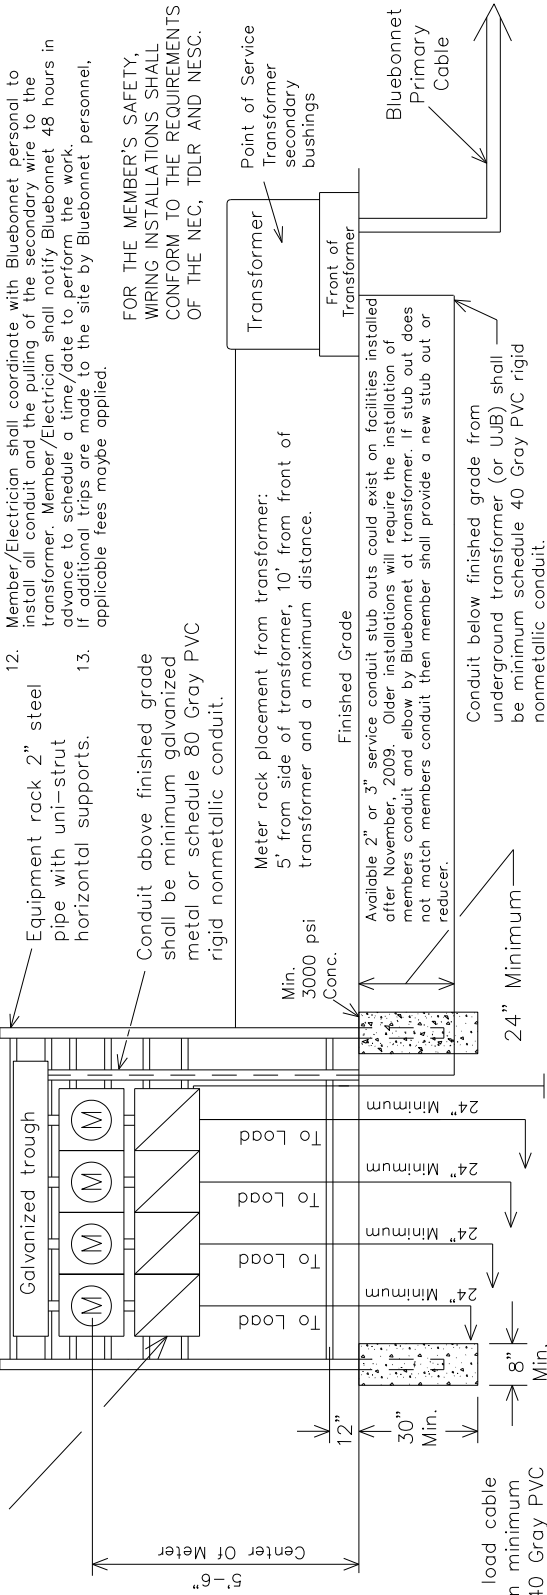 12. Member/Electrician shall coordinate with Bluebonnet personal to
install all conduit and the pulling of the secondary wire to the
transformer. Member/Electrician shall notify Bluebonnet 48 hours in
advance to schedule a time/date to perform the work.
13. If additional trips are made to the site by Bluebonnet personnel,
applicable fees maybe applied.
FOR THE MEMBER'S SAFETY,
WIRING INSTALLATIONS SHALL
CONFORM TO THE REQUIREMENTS
OF THE NEC, TDLR AND NESC.
Equipment rack 2" steel
pipe with uni-strut
horizontal supports.
Conduit above finished grade
shall be minimum galvanized
metal or schedule 80 Gray PVC
rigid nonmetallic conduit.
Galvanized trough
M
M
M
M
To Load
To Load
To Load
To Load
5'-6"
Center Of Meter
Point of Service
Transformer
secondary
bushings
Transformer
Front of
Transformer
Meter rack placement from transformer:
5' from side of transformer, 10' from front of
transformer and a maximum distance.
Min.
3000 psi
Conc.
Finished Grade
Available 2" or 3" service conduit stub outs could exist on facilities installed
after November, 2009. Older installations will require the installation of
members conduit and elbow by Bluebonnet at transformer. If stub out does
not match members conduit then member shall provide a new stub out or
reducer.
Bluebonnet
Primary
Cable
12"
30"
Min.
24" Minimum
24" Minimum
24" Minimum
24" Minimum
24" Minimum
8"
Min.
Conduit below finished grade from
underground transformer (or UJB) shall
be minimum schedule 40 Gray PVC rigid
nonmetallic conduit.
load cable
n minimum
40 Gray PVC